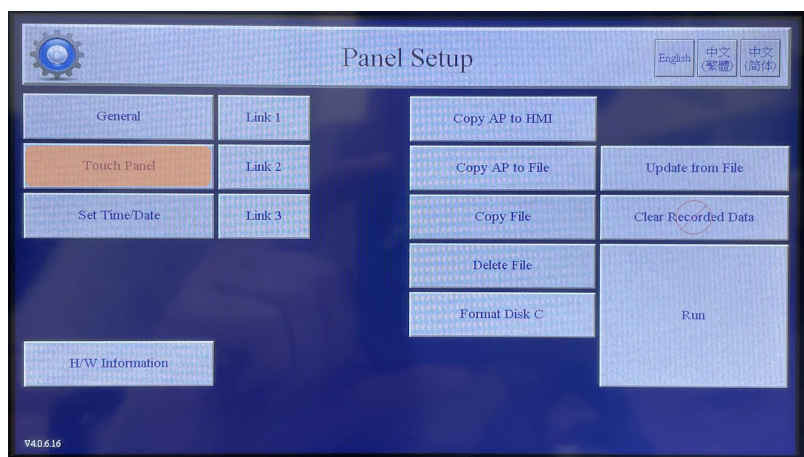 Panel Setup
English
中文
(繁體)
中文
(简体)
General
Link 1
Copy AP to HMI
Touch Panel
Link 2
Copy AP to File
Update from File
Set Time/Date
Link 3
Copy File
Clear Recorded Data
Delete File
Format Disk C
Run
H/W Information
V4.0.6.16